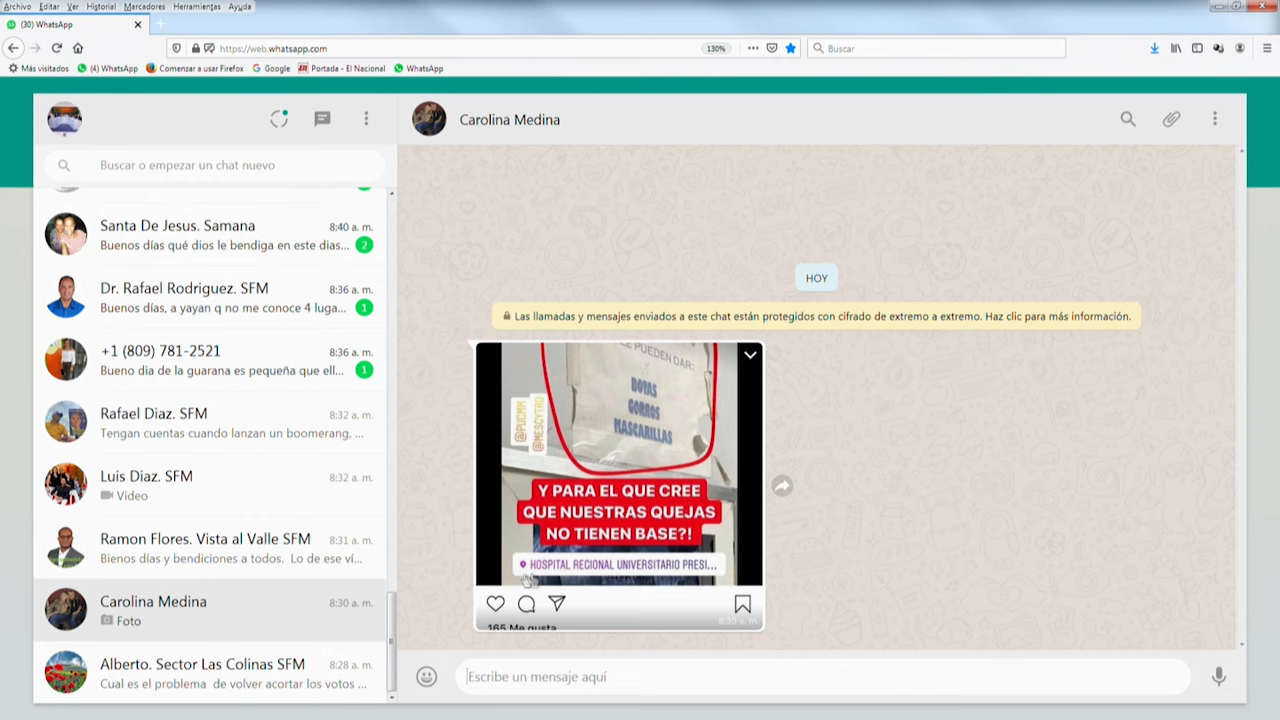 Archivo Editar Ver Historial Marcadores Herramientas Ayuda
(30) WhatsApp
https://web.whatsapp.com
130%
Buscar
Más visitados
(4) WhatsApp
Comenzar a usar Firefox
Google
Portada - El Nacional
WhatsApp
Buscar o empezar un chat nuevo
Santa De Jesus. Samana 8:40 a. m.
Buenos días qué dios le bendiga en este dias... 2
Dr. Rafael Rodriguez. SFM 8:36 a. m.
Buenos días, a yayan q no me conoce 4 luga... 1
+1 (809) 781-2521 8:36 a. m.
Bueno dia de la guarana es pequeña que ell... 1
Rafael Diaz. SFM 8:32 a. m.
Tengan cuentas cuando lanzan un boomerang, ...
Luis Diaz. SFM 8:32 a. m.
Video
Ramon Flores. Vista al Valle SFM 8:31 a. m.
Bienos días y bendiciones a todos. Lo de ese ví...
Carolina Medina 8:30 a. m.
Foto
Alberto. Sector Las Colinas SFM 8:28 a. m.
Cual es el problema de volver acortar los votos ...
Carolina Medina
HOY
Las llamadas y mensajes enviados a este chat están protegidos con cifrado de extremo a extremo. Haz clic para más información.
PUEDEN DAR:
BOTAS
GORROS
MASCARILLAS
@PUCMM
@MESCYTRD
Y PARA EL QUE CREE
QUE NUESTRAS QUEJAS
NO TIENEN BASE?!
HOSPITAL REGIONAL UNIVERSITARIO PRESI...
165 Me gusta
8:30 a. m.
Escribe un mensaje aquí